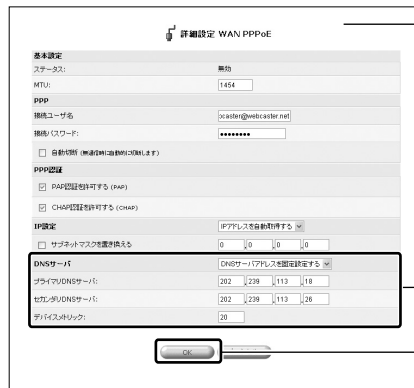 詳細設定 WAN PPPoE
基本設定
ステータス: 無効
MTU: 1454
PPP
接続ユーザ名 ocaster@webcaster.net
接続パスワード: ••••••••
自動切断 (無通信時に自動的に切断します)
PPP認証
PAP認証を許可する (PAP)
CHAP認証を許可する (CHAP)
IP設定 IPアドレスを自動取得する
サブネットマスクを置き換える 0 .0 .0 .0
DNSサーバ DNSサーバアドレスを固定設定する
プライマリDNSサーバ: 202 .239 .113 .18
セカンダリDNSサーバ: 202 .239 .113 .26
デバイスメトリック: 20
OK